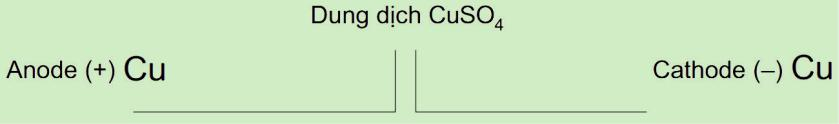 Dung dịch CuSO₄
Anode (+) Cu
Cathode (–) Cu